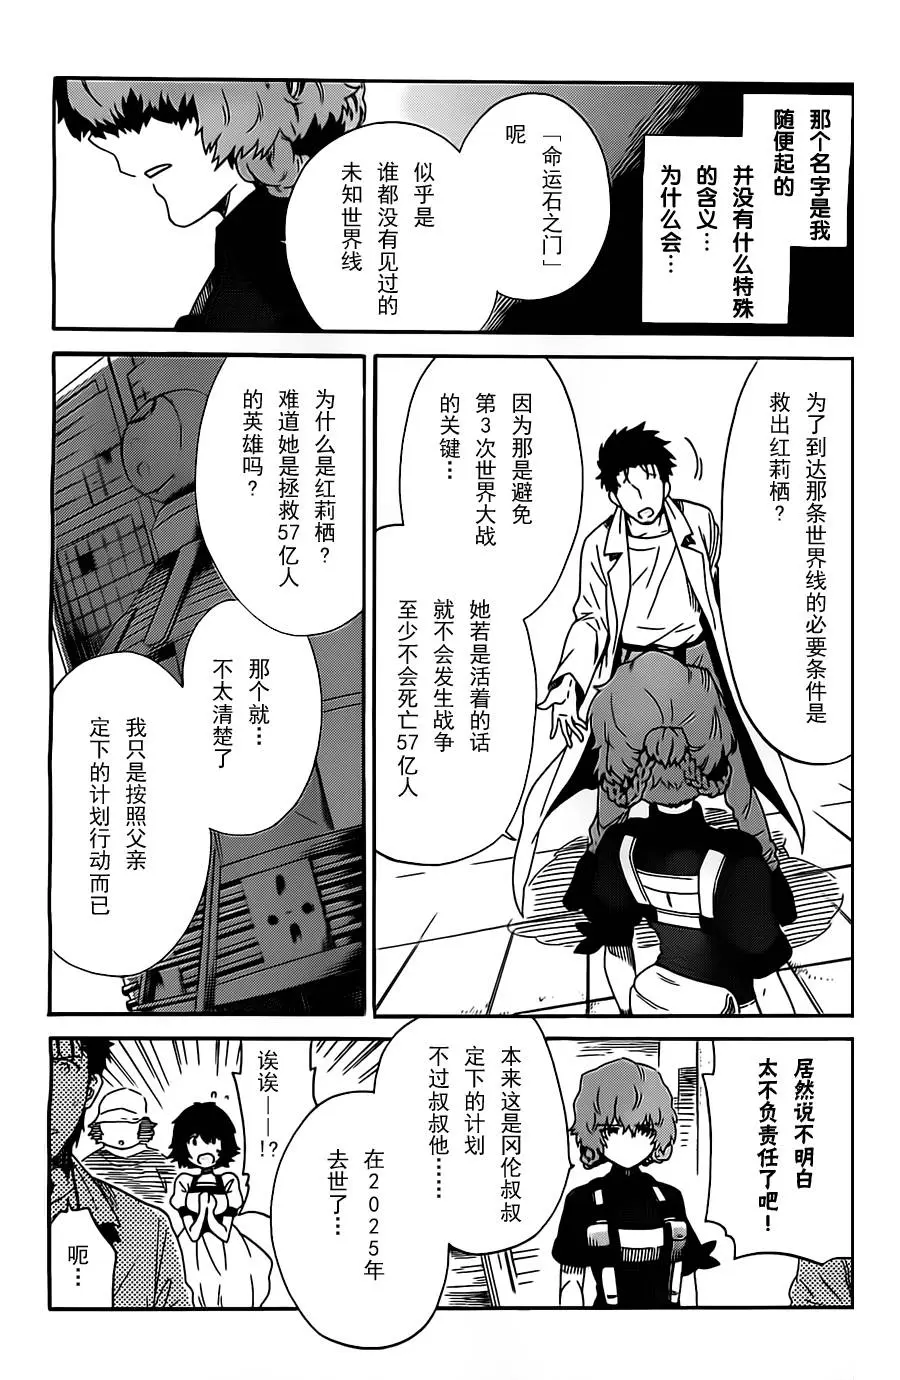 那个名字是我
随便起的
并没有什么特殊
的含义…
为什么会…
「命运石之门」
呢
似乎是
谁都没有见过的
未知世界线
为了到达那条世界线的必要条件是
救出红莉栖？
因为那是避免
第3次世界大战
的关键…
她若是活着的话
就不会发生战争
至少不会死亡57亿人
为什么是红莉栖？
难道她是拯救57亿人
的英雄吗？
那个就…
不太清楚了
我只是按照父亲
定下的计划行动而已
居然说不明白
太不负责任了吧！
本来这是冈伦叔叔
定下的计划
不过叔叔他……
在2025年
去世了…
诶诶——!?
呃…